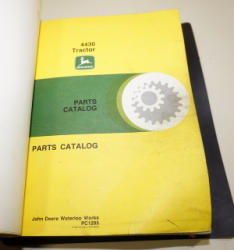 4430
Tractor
PARTS
CATALOG
PARTS CATALOG
John Deere Waterloo Works
PC1285